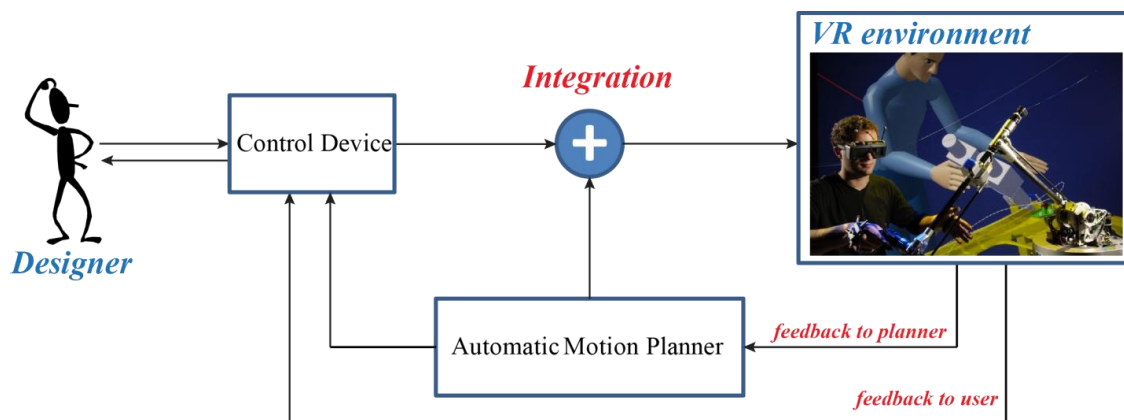 VR environment
Integration
Control Device
Designer
Automatic Motion Planner
feedback to planner
feedback to user